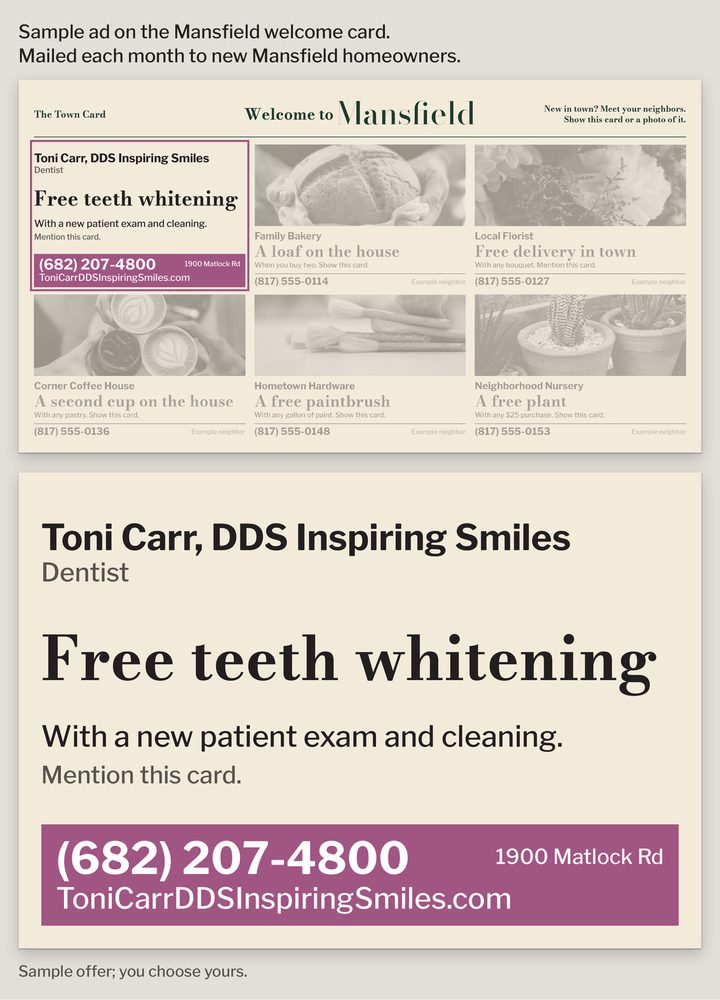 Sample ad on the Mansfield welcome card.
Mailed each month to new Mansfield homeowners.
The Town Card
Welcome to Mansfield
New in town? Meet your neighbors.
Show this card or a photo of it.
Toni Carr, DDS Inspiring Smiles
Dentist
Free teeth whitening
With a new patient exam and cleaning.
Mention this card.
(682) 207-4800
1900 Matlock Rd
ToniCarrDDSInspiringSmiles.com
Family Bakery
A loaf on the house
When you buy two. Show this card.
(817) 555-0114
Example neighbor
Local Florist
Free delivery in town
With any bouquet. Mention this card.
(817) 555-0127
Example neighbor
Corner Coffee House
A second cup on the house
With any pastry. Show this card.
(817) 555-0136
Example neighbor
Hometown Hardware
A free paintbrush
With any gallon of paint. Show this card.
(817) 555-0148
Example neighbor
Neighborhood Nursery
A free plant
With any $25 purchase. Show this card.
(817) 555-0153
Example neighbor
Toni Carr, DDS Inspiring Smiles
Dentist
Free teeth whitening
With a new patient exam and cleaning.
Mention this card.
(682) 207-4800
1900 Matlock Rd
ToniCarrDDSInspiringSmiles.com
Sample offer; you choose yours.